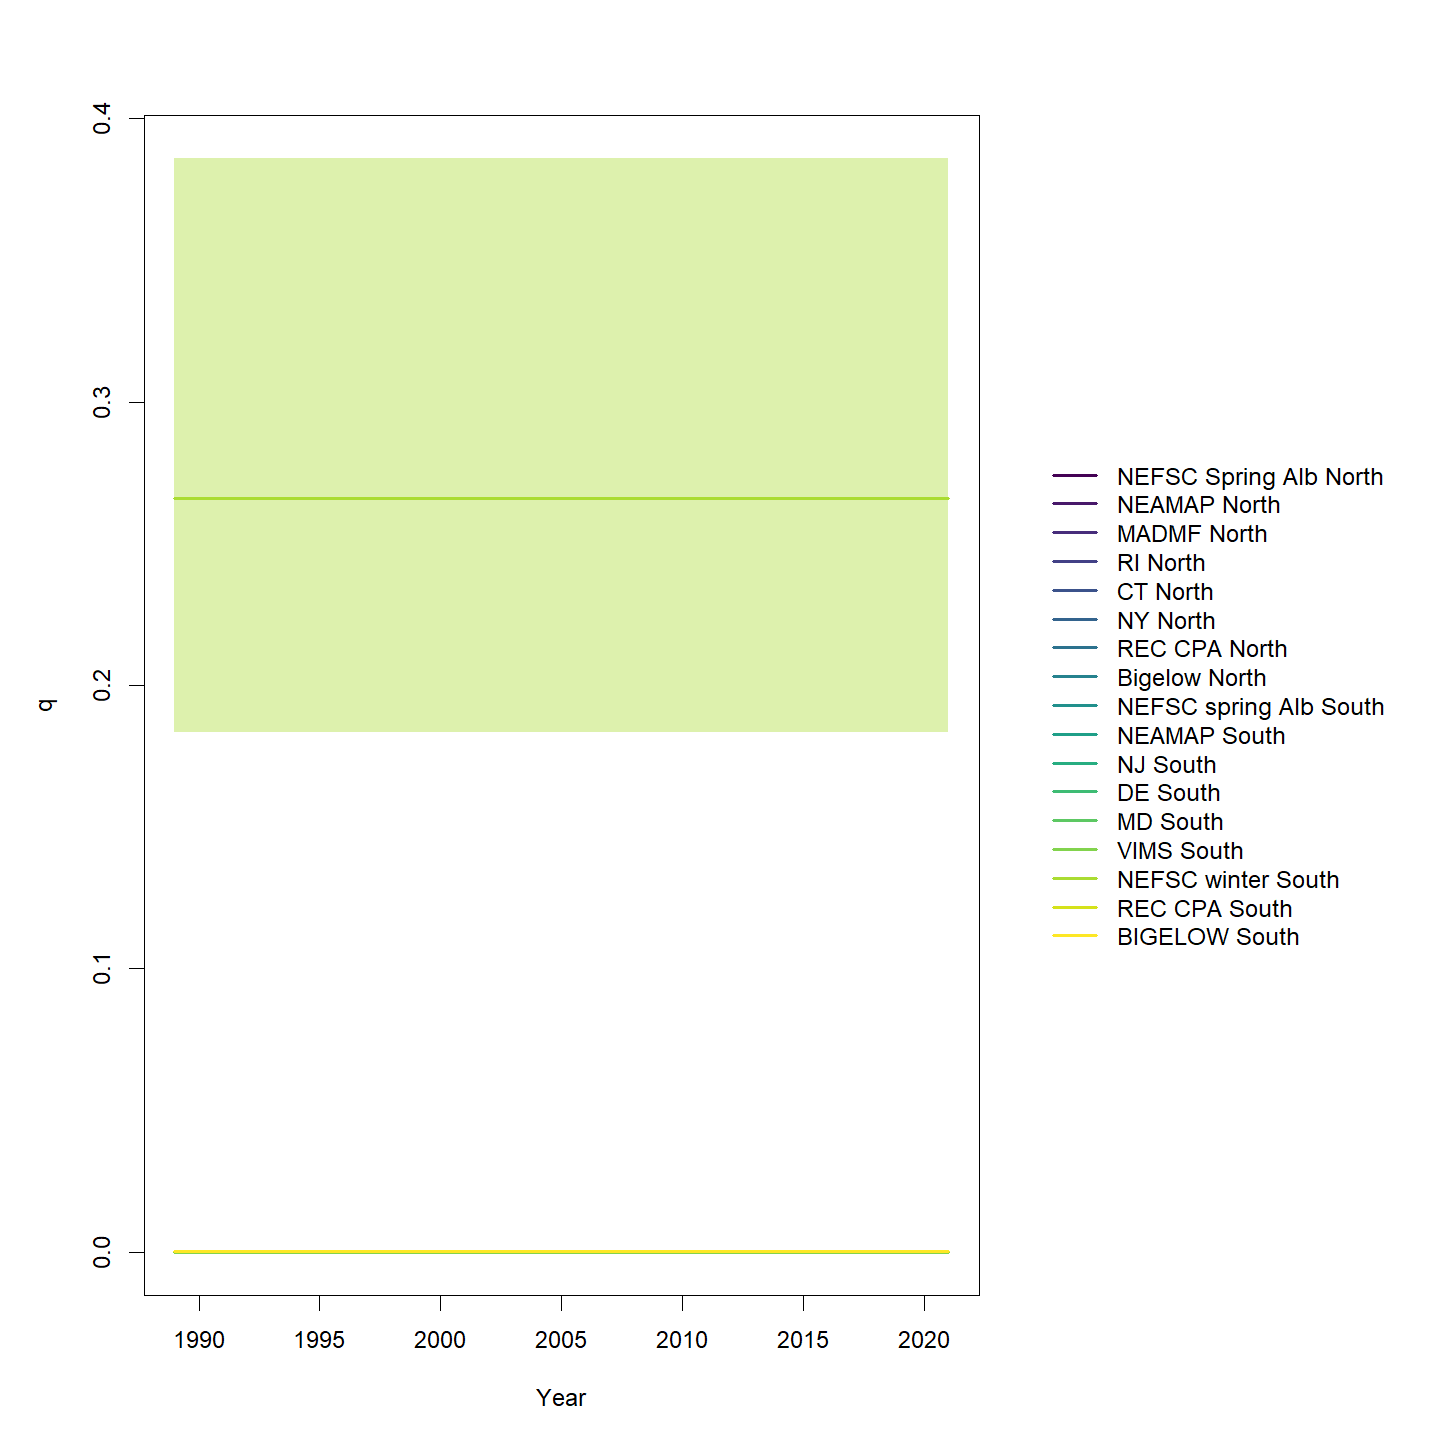 0.4
0.3
0.2
0.1
0.0
q
1990 1995 2000 2005 2010 2015 2020
Year
NEFSC Spring Alb North
NEAMAP North
MADMF North
RI North
CT North
NY North
REC CPA North
Bigelow North
NEFSC spring Alb South
NEAMAP South
NJ South
DE South
MD South
VIMS South
NEFSC winter South
REC CPA South
BIGELOW South